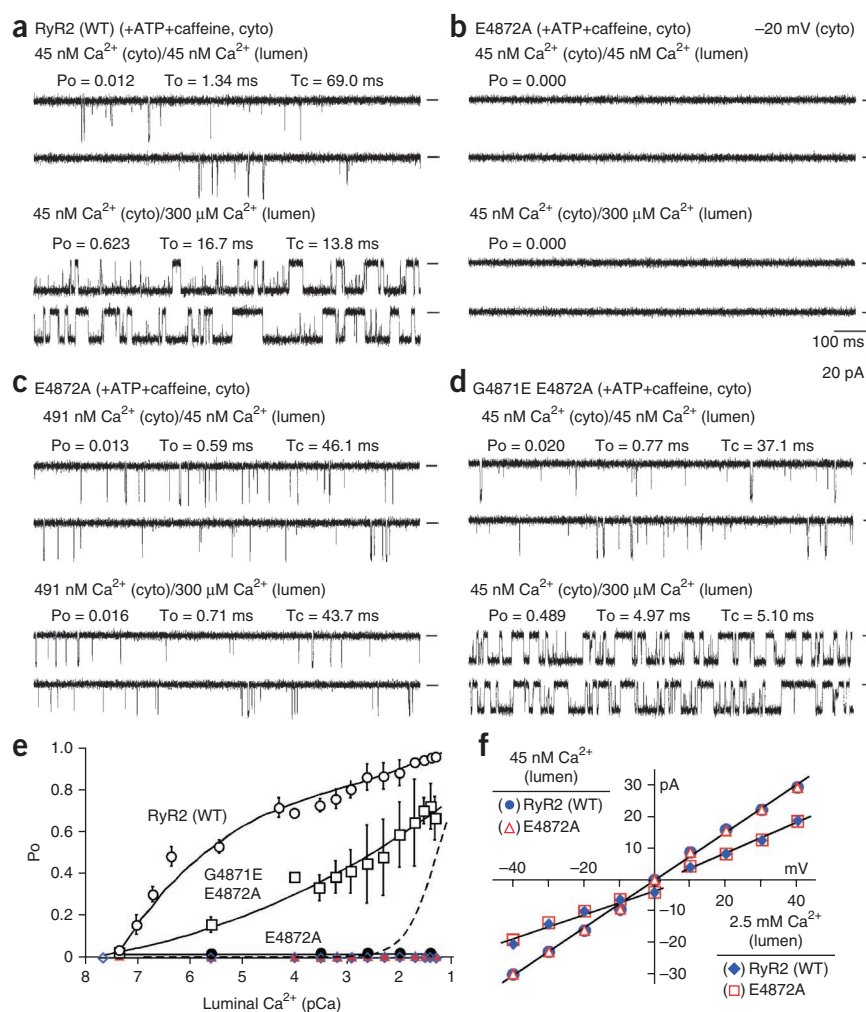 a RyR2 (WT) (+ATP+caffeine, cyto)
45 nM Ca2+ (cyto)/45 nM Ca2+ (lumen)
Po = 0.012 To = 1.34 ms Tc = 69.0 ms
45 nM Ca2+ (cyto)/300 μM Ca2+ (lumen)
Po = 0.623 To = 16.7 ms Tc = 13.8 ms
b E4872A (+ATP+caffeine, cyto) –20 mV (cyto)
45 nM Ca2+ (cyto)/45 nM Ca2+ (lumen)
Po = 0.000
45 nM Ca2+ (cyto)/300 μM Ca2+ (lumen)
Po = 0.000
100 ms
20 pA
c E4872A (+ATP+caffeine, cyto)
491 nM Ca2+ (cyto)/45 nM Ca2+ (lumen)
Po = 0.013 To = 0.59 ms Tc = 46.1 ms
491 nM Ca2+ (cyto)/300 μM Ca2+ (lumen)
Po = 0.016 To = 0.71 ms Tc = 43.7 ms
d G4871E E4872A (+ATP+caffeine, cyto)
45 nM Ca2+ (cyto)/45 nM Ca2+ (lumen)
Po = 0.020 To = 0.77 ms Tc = 37.1 ms
45 nM Ca2+ (cyto)/300 μM Ca2+ (lumen)
Po = 0.489 To = 4.97 ms Tc = 5.10 ms
e
Po
1.0
0.8
0.6
0.4
0.2
0
RyR2 (WT)
G4871E
E4872A
E4872A
8 7 6 5 4 3 2 1
Luminal Ca2+ (pCa)
f
45 nM Ca2+
(lumen)
( ) RyR2 (WT)
( ) E4872A
pA
30
20
10
–40 –20 20 40
mV
–10
–20
–30
2.5 mM Ca2+
(lumen)
( ) RyR2 (WT)
( ) E4872A